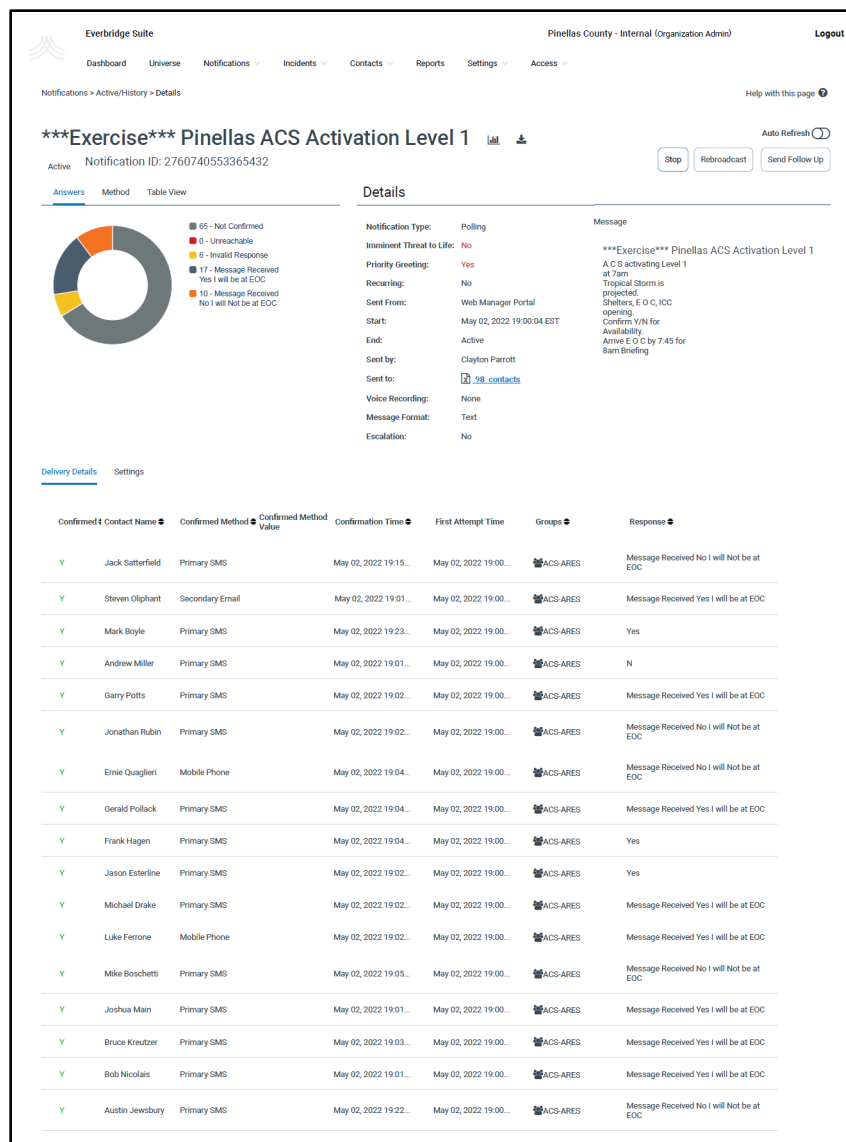 Everbridge Suite
Pinellas County - Internal (Organization Admin)
Logout
Dashboard Universe Notifications Incidents Contacts Reports Settings Access
Notifications > Active/History > Details
Help with this page ?
***Exercise*** Pinellas ACS Activation Level 1
Auto Refresh
Active Notification ID: 2760740553365432
Stop Rebroadcast Send Follow Up
Answers Method Table View
65 - Not Confirmed
0 - Unreachable
6 - Invalid Response
17 - Message Received
Yes I will be at EOC
10 - Message Received
No I will Not be at EOC
Details
Notification Type: Polling
Imminent Threat to Life: No
Priority Greeting: Yes
Recurring: No
Sent From: Web Manager Portal
Start: May 02, 2022 19:00:04 EST
End: Active
Sent by: Clayton Parrott
Sent to: 98 contacts
Voice Recording: None
Message Format: Text
Escalation: No
Message
***Exercise*** Pinellas ACS Activation Level 1
A C S activating Level 1
at 7am
Tropical Storm is
projected.
Shelters, E O C, ICC
opening.
Confirm Y/N for
Availability.
Arrive E O C by 7:45 for
8am Briefing
Delivery Details Settings
Confirmed Contact Name Confirmed Method Confirmed Method Value Confirmation Time First Attempt Time Groups Response
Y Jack Satterfield Primary SMS May 02, 2022 19:15... May 02, 2022 19:00... ACS-ARES Message Received No I will Not be at
EOC
Y Steven Oliphant Secondary Email May 02, 2022 19:01... May 02, 2022 19:00... ACS-ARES Message Received Yes I will be at EOC
Y Mark Boyle Primary SMS May 02, 2022 19:23... May 02, 2022 19:00... ACS-ARES Yes
Y Andrew Miller Primary SMS May 02, 2022 19:01... May 02, 2022 19:00... ACS-ARES N
Y Garry Potts Primary SMS May 02, 2022 19:02... May 02, 2022 19:00... ACS-ARES Message Received Yes I will be at EOC
Y Jonathan Rubin Primary SMS May 02, 2022 19:02... May 02, 2022 19:00... ACS-ARES Message Received No I will Not be at
EOC
Y Ernie Quaglieri Mobile Phone May 02, 2022 19:04... May 02, 2022 19:00... ACS-ARES Message Received No I will Not be at
EOC
Y Gerald Pollack Primary SMS May 02, 2022 19:04... May 02, 2022 19:00... ACS-ARES Message Received Yes I will be at EOC
Y Frank Hagen Primary SMS May 02, 2022 19:04... May 02, 2022 19:00... ACS-ARES Yes
Y Jason Esterline Primary SMS May 02, 2022 19:02... May 02, 2022 19:00... ACS-ARES Yes
Y Michael Drake Primary SMS May 02, 2022 19:02... May 02, 2022 19:00... ACS-ARES Message Received Yes I will be at EOC
Y Luke Ferrone Mobile Phone May 02, 2022 19:02... May 02, 2022 19:00... ACS-ARES Message Received Yes I will be at EOC
Y Mike Boschetti Primary SMS May 02, 2022 19:05... May 02, 2022 19:00... ACS-ARES Message Received No I will Not be at
EOC
Y Joshua Main Primary SMS May 02, 2022 19:01... May 02, 2022 19:00... ACS-ARES Message Received Yes I will be at EOC
Y Bruce Kreutzer Primary SMS May 02, 2022 19:03... May 02, 2022 19:00... ACS-ARES Message Received Yes I will be at EOC
Y Bob Nicolais Primary SMS May 02, 2022 19:01... May 02, 2022 19:00... ACS-ARES Message Received Yes I will be at EOC
Y Austin Jewsbury Primary SMS May 02, 2022 19:22... May 02, 2022 19:00... ACS-ARES Message Received No I will Not be at
EOC